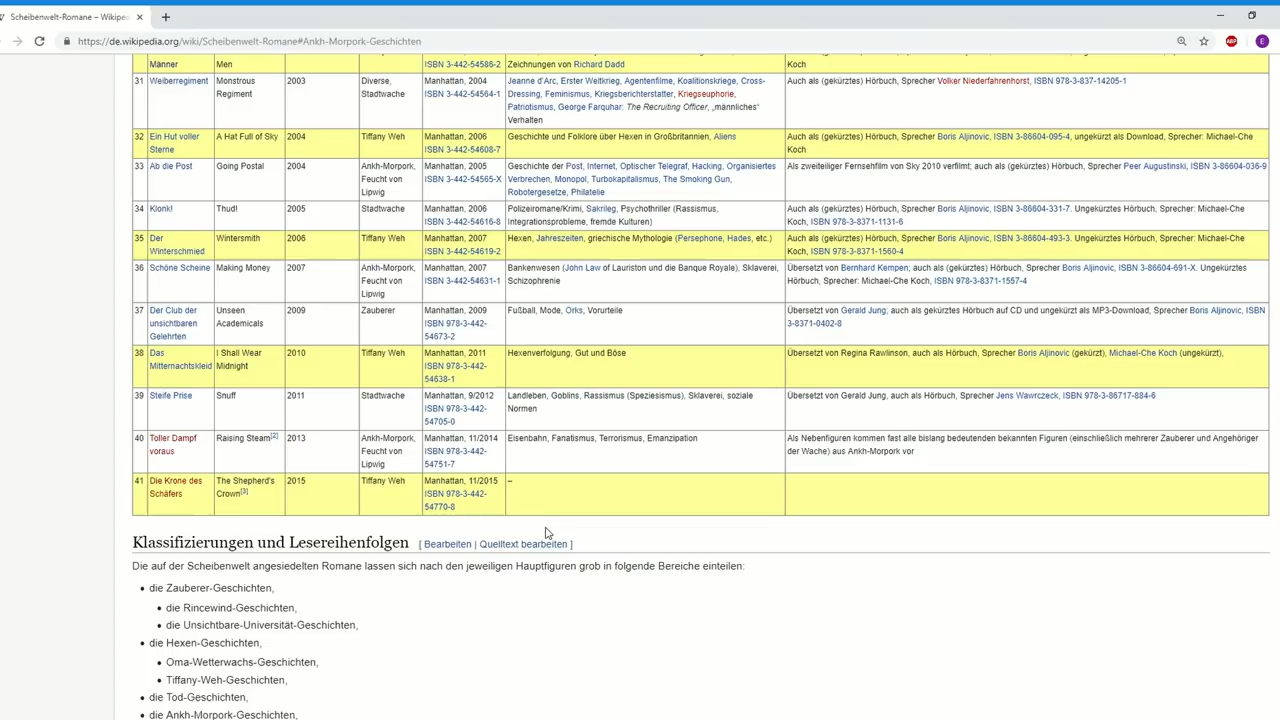 Scheibenwelt-Romane – Wikipe
https://de.wikipedia.org/wiki/Scheibenwelt-Romane#Ankh-Morpork-Geschichten
ABP
E
Männer
Men
ISBN 3-442-54586-2
Zeichnungen von Richard Dadd
Koch
31
Weiberregiment
Monstrous
Regiment
2003
Diverse,
Stadtwache
Manhattan, 2004
ISBN 3-442-54564-1
Jeanne d'Arc, Erster Weltkrieg, Agentenfilme, Koalitionskriege, Cross-
Dressing, Feminismus, Kriegsberichterstatter, Kriegseuphorie,
Patriotismus, George Farquhar: The Recruiting Officer, „männliches“
Verhalten
Auch als (gekürztes) Hörbuch, Sprecher Volker Niederfahrenhorst, ISBN 978-3-837-14205-1
32
Ein Hut voller
Sterne
A Hat Full of Sky
2004
Tiffany Weh
Manhattan, 2006
ISBN 3-442-54608-7
Geschichte und Folklore über Hexen in Großbritannien, Aliens
Auch als (gekürztes) Hörbuch, Sprecher Boris Aljinovic, ISBN 3-86604-095-4, ungekürzt als Download, Sprecher: Michael-Che
Koch
33
Ab die Post
Going Postal
2004
Ankh-Morpork,
Feucht von
Lipwig
Manhattan, 2005
ISBN 3-442-54565-X
Geschichte der Post, Internet, Optischer Telegraf, Hacking, Organisiertes
Verbrechen, Monopol, Turbokapitalismus, The Smoking Gun,
Robotergesetze, Philatelie
Als zweiteiliger Fernsehfilm von Sky 2010 verfilmt; auch als (gekürztes) Hörbuch, Sprecher Peer Augustinski, ISBN 3-86604-036-9
34
Klonk!
Thud!
2005
Stadtwache
Manhattan, 2006
ISBN 3-442-54616-8
Polizeiromane/Krimi, Sakrileg, Psychothriller (Rassismus,
Integrationsprobleme, fremde Kulturen)
Auch als (gekürztes) Hörbuch, Sprecher Boris Aljinovic, ISBN 3-86604-331-7. Ungekürztes Hörbuch, Sprecher: Michael-Che
Koch, ISBN 978-3-8371-1131-6
35
Der
Winterschmied
Wintersmith
2006
Tiffany Weh
Manhattan, 2007
ISBN 3-442-54619-2
Hexen, Jahreszeiten, griechische Mythologie (Persephone, Hades, etc.)
Auch als (gekürztes) Hörbuch, Sprecher Boris Aljinovic, ISBN 3-86604-493-3. Ungekürztes Hörbuch, Sprecher: Michael-Che
Koch, ISBN 978-3-8371-1560-4
36
Schöne Scheine
Making Money
2007
Ankh-Morpork,
Feucht von
Lipwig
Manhattan, 2007
ISBN 3-442-54631-1
Bankenwesen (John Law of Lauriston und die Banque Royale), Sklaverei,
Schizophrenie
Übersetzt von Bernhard Kempen; auch als (gekürztes) Hörbuch, Sprecher Boris Aljinovic, ISBN 3-86604-691-X. Ungekürztes
Hörbuch, Sprecher: Michael-Che Koch, ISBN 978-3-8371-1557-4
37
Der Club der
unsichtbaren
Gelehrten
Unseen
Academicals
2009
Zauberer
Manhattan, 2009
ISBN 978-3-442-
54673-2
Fußball, Mode, Orks, Vorurteile
Übersetzt von Gerald Jung; auch als gekürztes Hörbuch auf CD und ungekürzt als MP3-Download, Sprecher Boris Aljinovic, ISBN
3-8371-0402-8
38
Das
Mitternachtskleid
I Shall Wear
Midnight
2010
Tiffany Weh
Manhattan, 2011
ISBN 978-3-442-
54638-1
Hexenverfolgung, Gut und Böse
Übersetzt von Regina Rawlinson, auch als Hörbuch, Sprecher Boris Aljinovic (gekürzt), Michael-Che Koch (ungekürzt),
39
Steife Prise
Snuff
2011
Stadtwache
Manhattan, 9/2012
ISBN 978-3-442-
54705-0
Landleben, Goblins, Rassismus (Speziesismus), Sklaverei, soziale
Normen
Übersetzt von Gerald Jung, auch als Hörbuch, Sprecher Jens Wawrczeck, ISBN 978-3-86717-884-6
40
Toller Dampf
voraus
Raising Steam[2]
2013
Ankh-Morpork,
Feucht von
Lipwig
Manhattan, 11/2014
ISBN 978-3-442-
54751-7
Eisenbahn, Fanatismus, Terrorismus, Emanzipation
Als Nebenfiguren kommen fast alle bislang bedeutenden bekannten Figuren (einschließlich mehrerer Zauberer und Angehöriger
der Wache) aus Ankh-Morpork vor
41
Die Krone des
Schäfers
The Shepherd's
Crown[3]
2015
Tiffany Weh
Manhattan, 11/2015
ISBN 978-3-442-
54770-8
–
Klassifizierungen und Lesereihenfolgen [ Bearbeiten | Quelltext bearbeiten ]
Die auf der Scheibenwelt angesiedelten Romane lassen sich nach den jeweiligen Hauptfiguren grob in folgende Bereiche einteilen:
• die Zauberer-Geschichten,
• die Rincewind-Geschichten,
• die Unsichtbare-Universität-Geschichten,
• die Hexen-Geschichten,
• Oma-Wetterwachs-Geschichten,
• Tiffany-Weh-Geschichten,
• die Tod-Geschichten,
• die Ankh-Morpork-Geschichten,